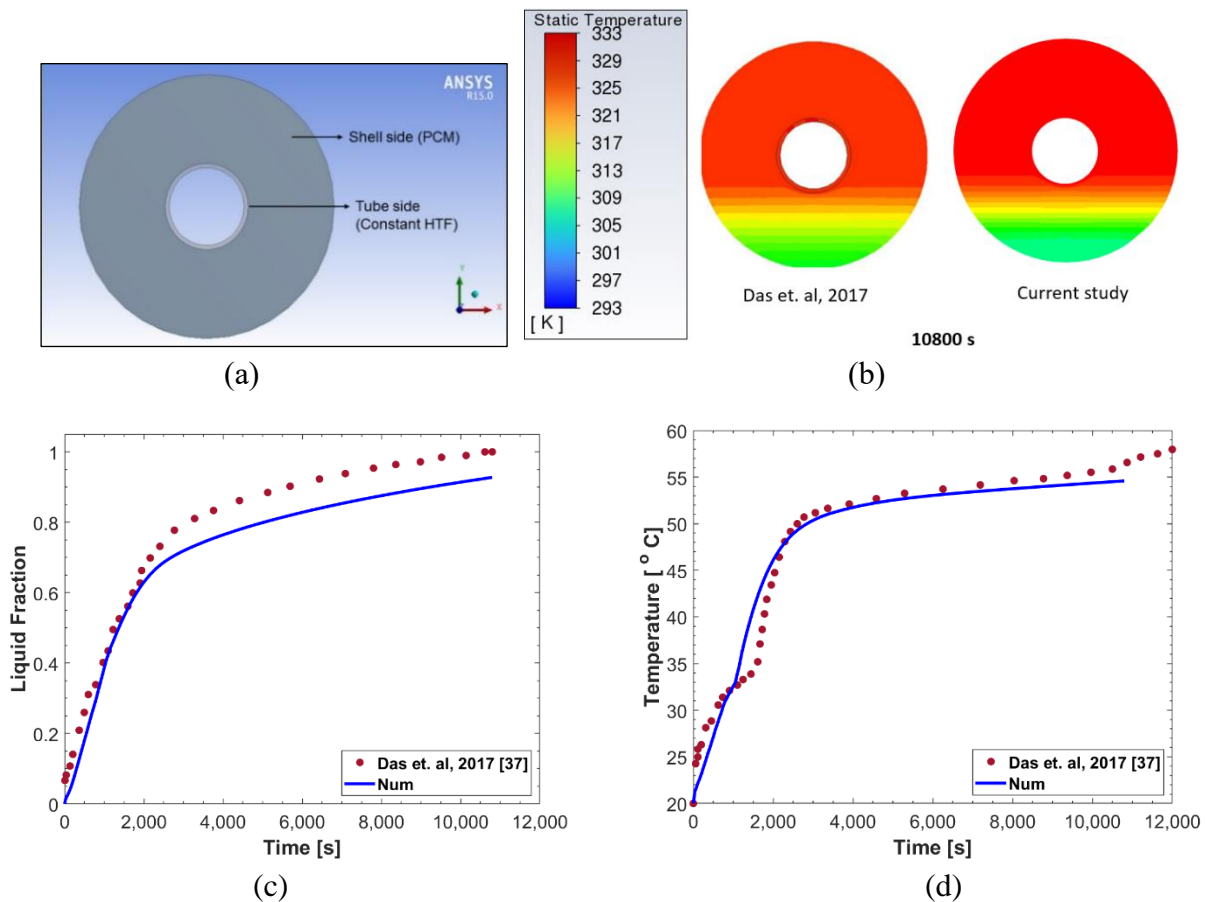 ANSYS
R15.0
Shell side (PCM)
Tube side
(Constant HTF)
Y
X
(a)
Static Temperature
333
329
325
321
317
313
309
305
301
297
293
[ K ]
Das et. al, 2017
Current study
10800 s
(b)
Liquid Fraction
1
0.8
0.6
0.4
0.2
0
0
2,000
4,000
6,000
8,000
10,000
12,000
Time [s]
Das et. al, 2017 [37]
Num
(c)
Temperature [ ° C]
60
55
50
45
40
35
30
25
20
0
2,000
4,000
6,000
8,000
10,000
12,000
Time [s]
Das et. al, 2017 [37]
Num
(d)